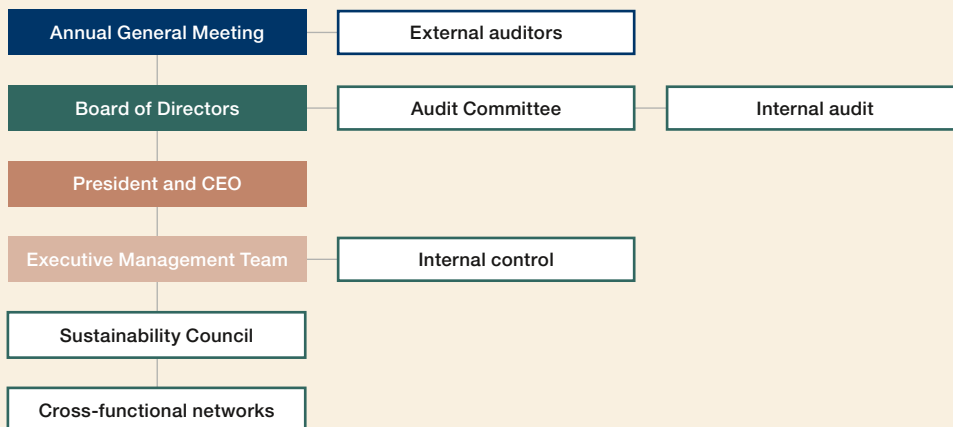 Annual General Meeting
External auditors
Board of Directors
Audit Committee
Internal audit
President and CEO
Executive Management Team
Internal control
Sustainability Council
Cross-functional networks